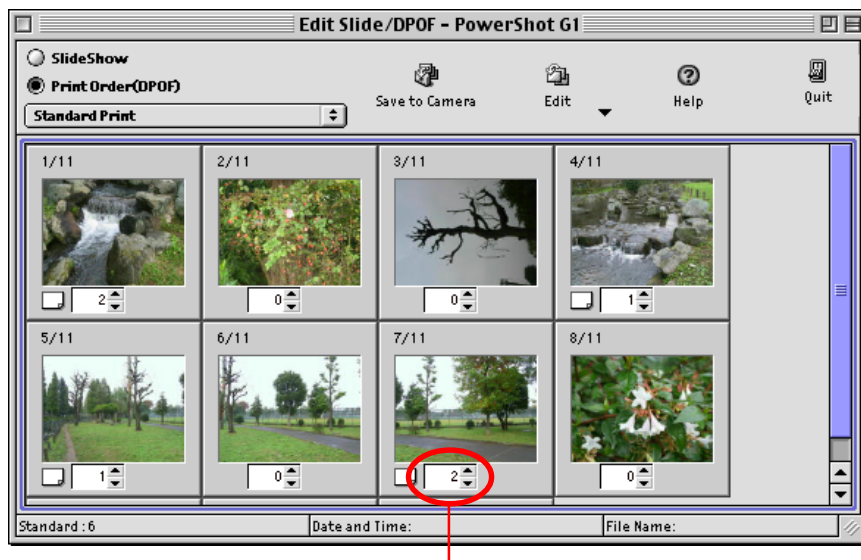 Edit Slide/DPOF - PowerShot G1
SlideShow
Print Order(DPOF)
Standard Print
Save to Camera
Edit
Help
Quit
1/11
2/11
3/11
4/11
2
0
0
1
5/11
6/11
7/11
8/11
1
0
2
0
Standard :6
Date and Time:
File Name: